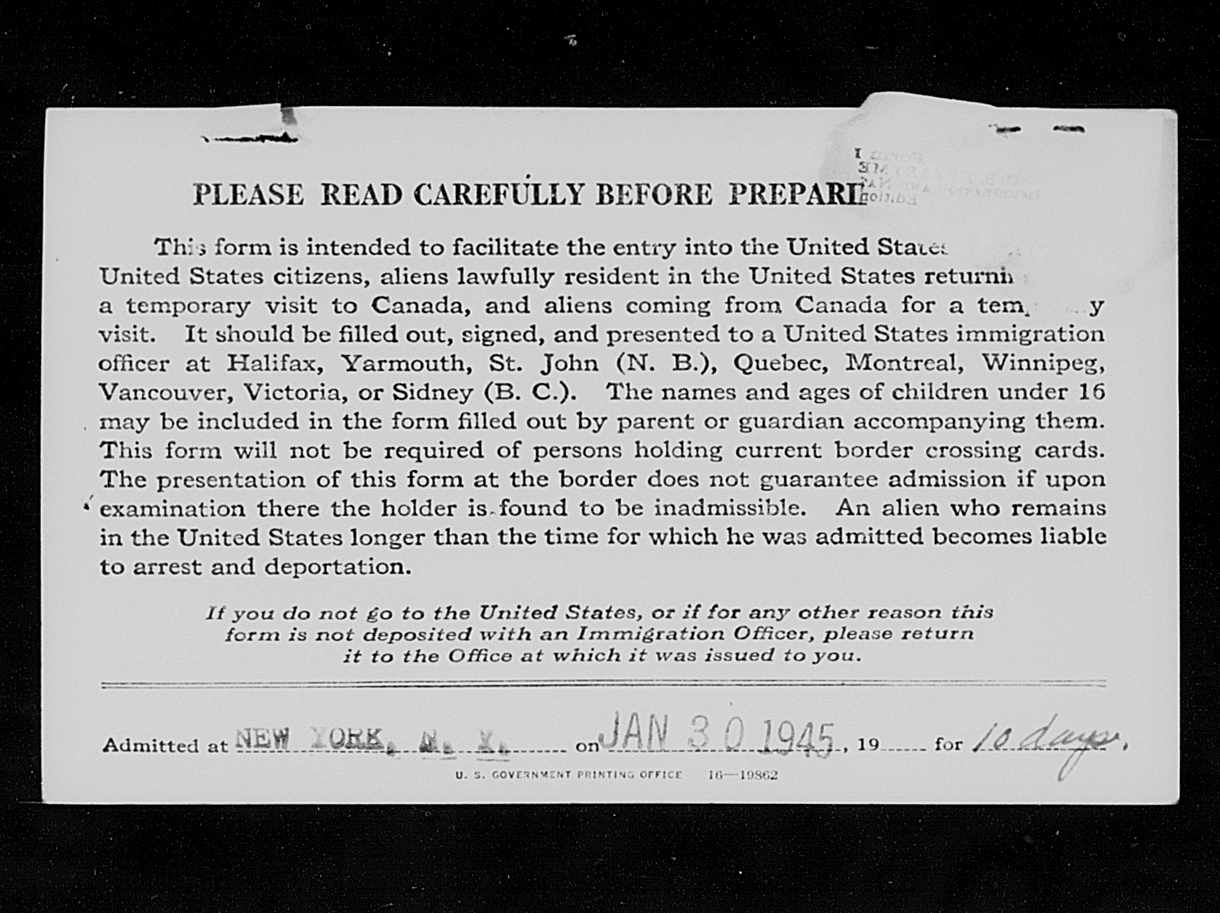 PLEASE READ CAREFULLY BEFORE PREPARI
This form is intended to facilitate the entry into the United States
United States citizens, aliens lawfully resident in the United States returni
a temporary visit to Canada, and aliens coming from Canada for a tem y
visit. It should be filled out, signed, and presented to a United States immigration
officer at Halifax, Yarmouth, St. John (N. B.), Quebec, Montreal, Winnipeg,
Vancouver, Victoria, or Sidney (B. C.). The names and ages of children under 16
may be included in the form filled out by parent or guardian accompanying them.
This form will not be required of persons holding current border crossing cards.
The presentation of this form at the border does not guarantee admission if upon
examination there the holder is found to be inadmissible. An alien who remains
in the United States longer than the time for which he was admitted becomes liable
to arrest and deportation.
If you do not go to the United States, or if for any other reason this
form is not deposited with an Immigration Officer, please return
it to the Office at which it was issued to you.
Admitted at NEW YORK, N. Y. on JAN 30 1945, 19 for 10 days.
U. S. GOVERNMENT PRINTING OFFICE 16—19862